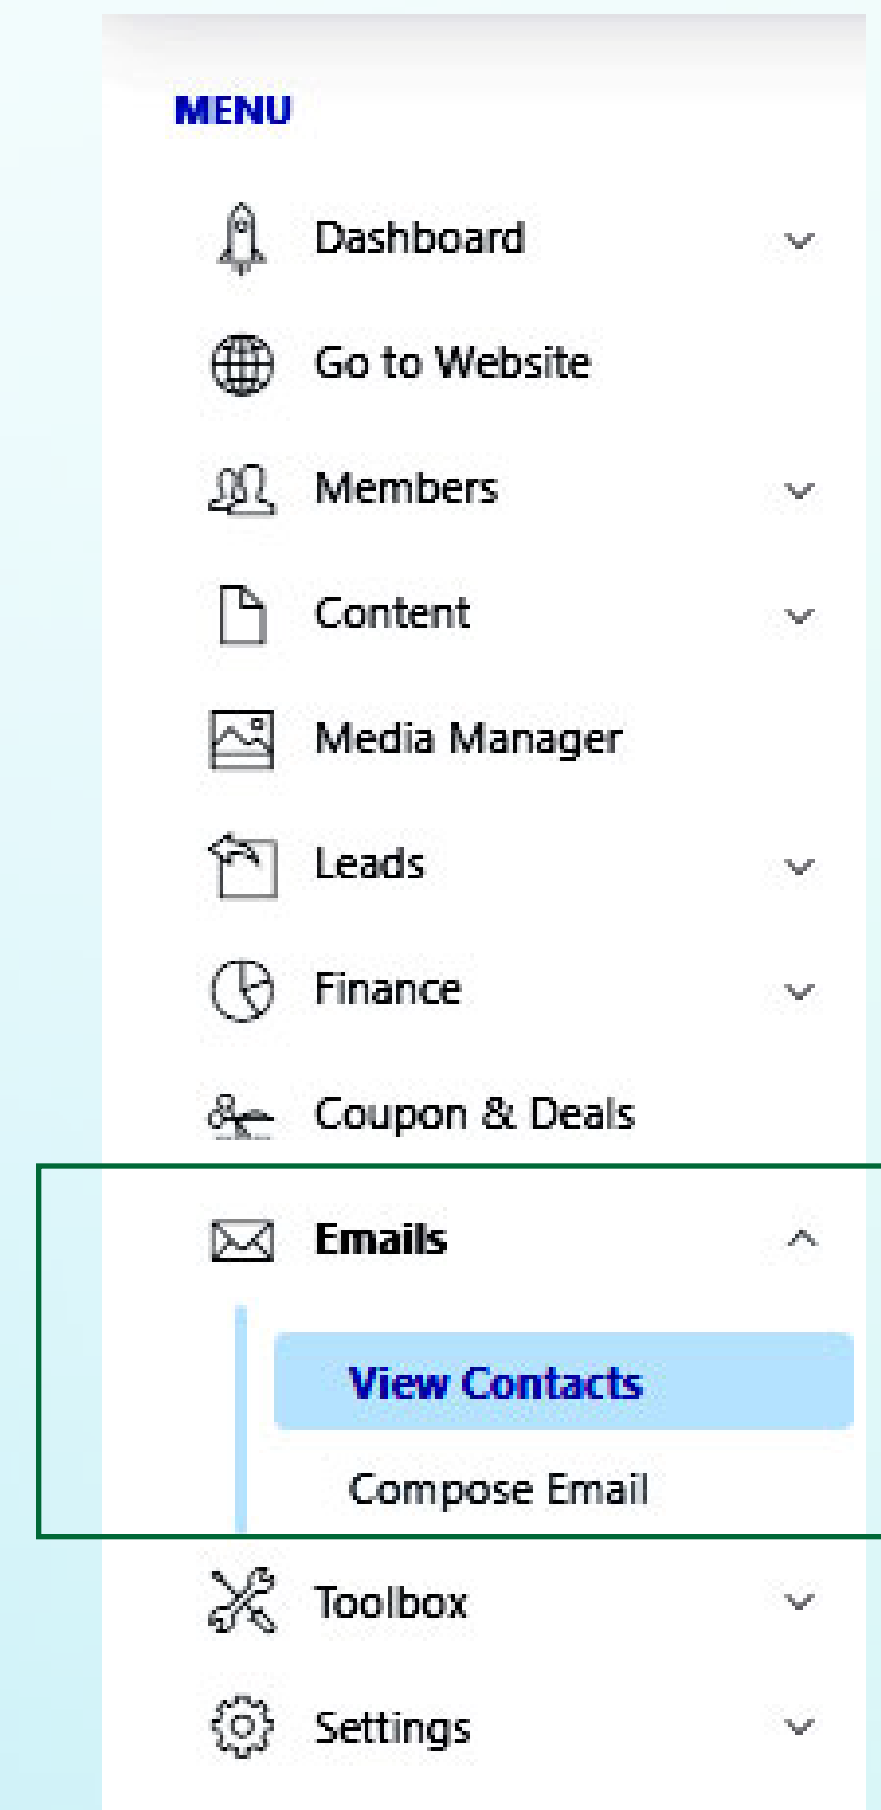 MENU
Dashboard
Go to Website
Members
Content
Media Manager
Leads
Finance
Coupon & Deals
Emails
View Contacts
Compose Email
Toolbox
Settings